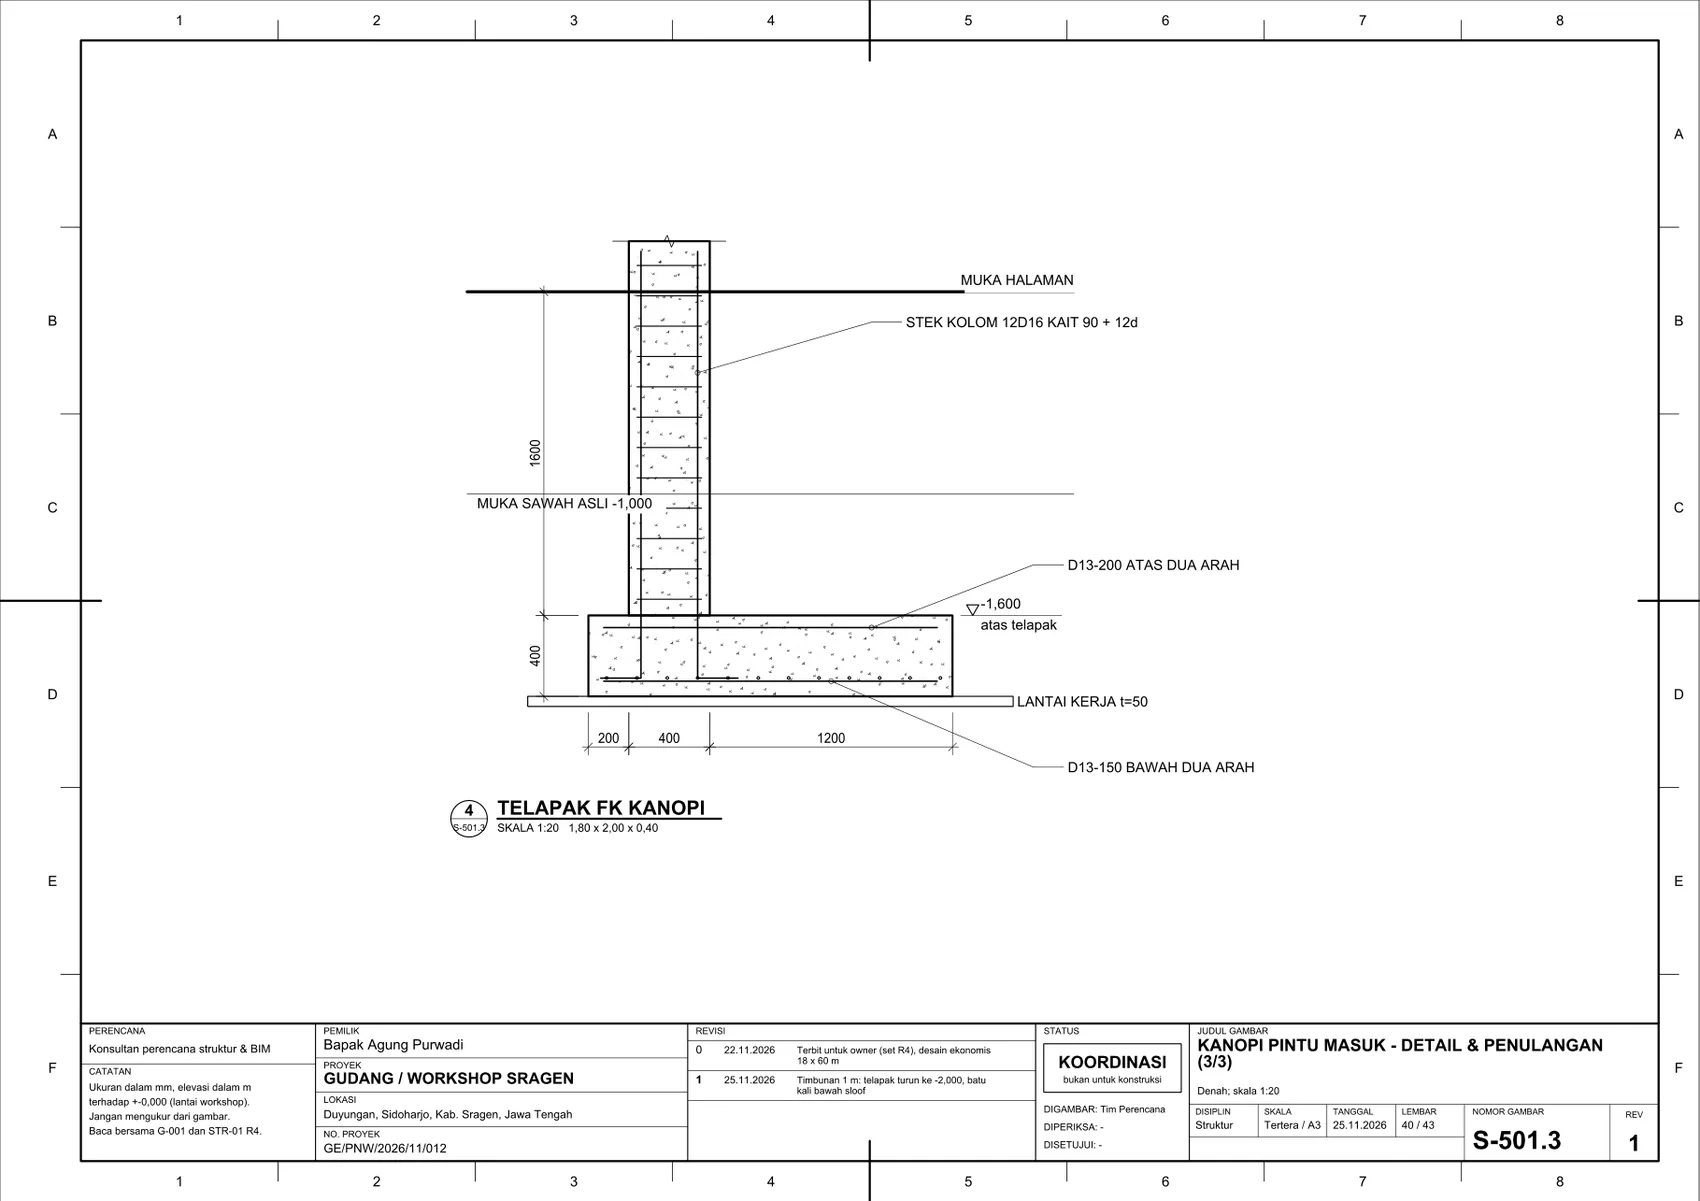 1 2 3 4 5 6 7 8
A A
B B
C C
D D
E E
F F
MUKA HALAMAN
STEK KOLOM 12D16 KAIT 90 + 12d
1600
MUKA SAWAH ASLI -1,000
D13-200 ATAS DUA ARAH
-1,600
atas telapak
400
LANTAI KERJA t=50
200 400 1200
D13-150 BAWAH DUA ARAH
4
S-501.3
TELAPAK FK KANOPI
SKALA 1:20 1,80 x 2,00 x 0,40
PERENCANA
Konsultan perencana struktur & BIM
CATATAN
Ukuran dalam mm, elevasi dalam m
terhadap +-0,000 (lantai workshop).
Jangan mengukur dari gambar.
Baca bersama G-001 dan STR-01 R4.
PEMILIK
Bapak Agung Purwadi
PROYEK
GUDANG / WORKSHOP SRAGEN
LOKASI
Duyungan, Sidoharjo, Kab. Sragen, Jawa Tengah
NO. PROYEK
GE/PNW/2026/11/012
REVISI
0 22.11.2026 Terbit untuk owner (set R4), desain ekonomis
18 x 60 m
1 25.11.2026 Timbunan 1 m: telapak turun ke -2,000, batu
kali bawah sloof
STATUS
KOORDINASI
bukan untuk konstruksi
DIGAMBAR: Tim Perencana
DIPERIKSA: -
DISETUJUI: -
JUDUL GAMBAR
KANOPI PINTU MASUK - DETAIL & PENULANGAN
(3/3)
Denah; skala 1:20
DISIPLIN SKALA TANGGAL LEMBAR NOMOR GAMBAR REV
Struktur Tertera / A3 25.11.2026 40 / 43 S-501.3 1
1 2 3 4 5 6 7 8